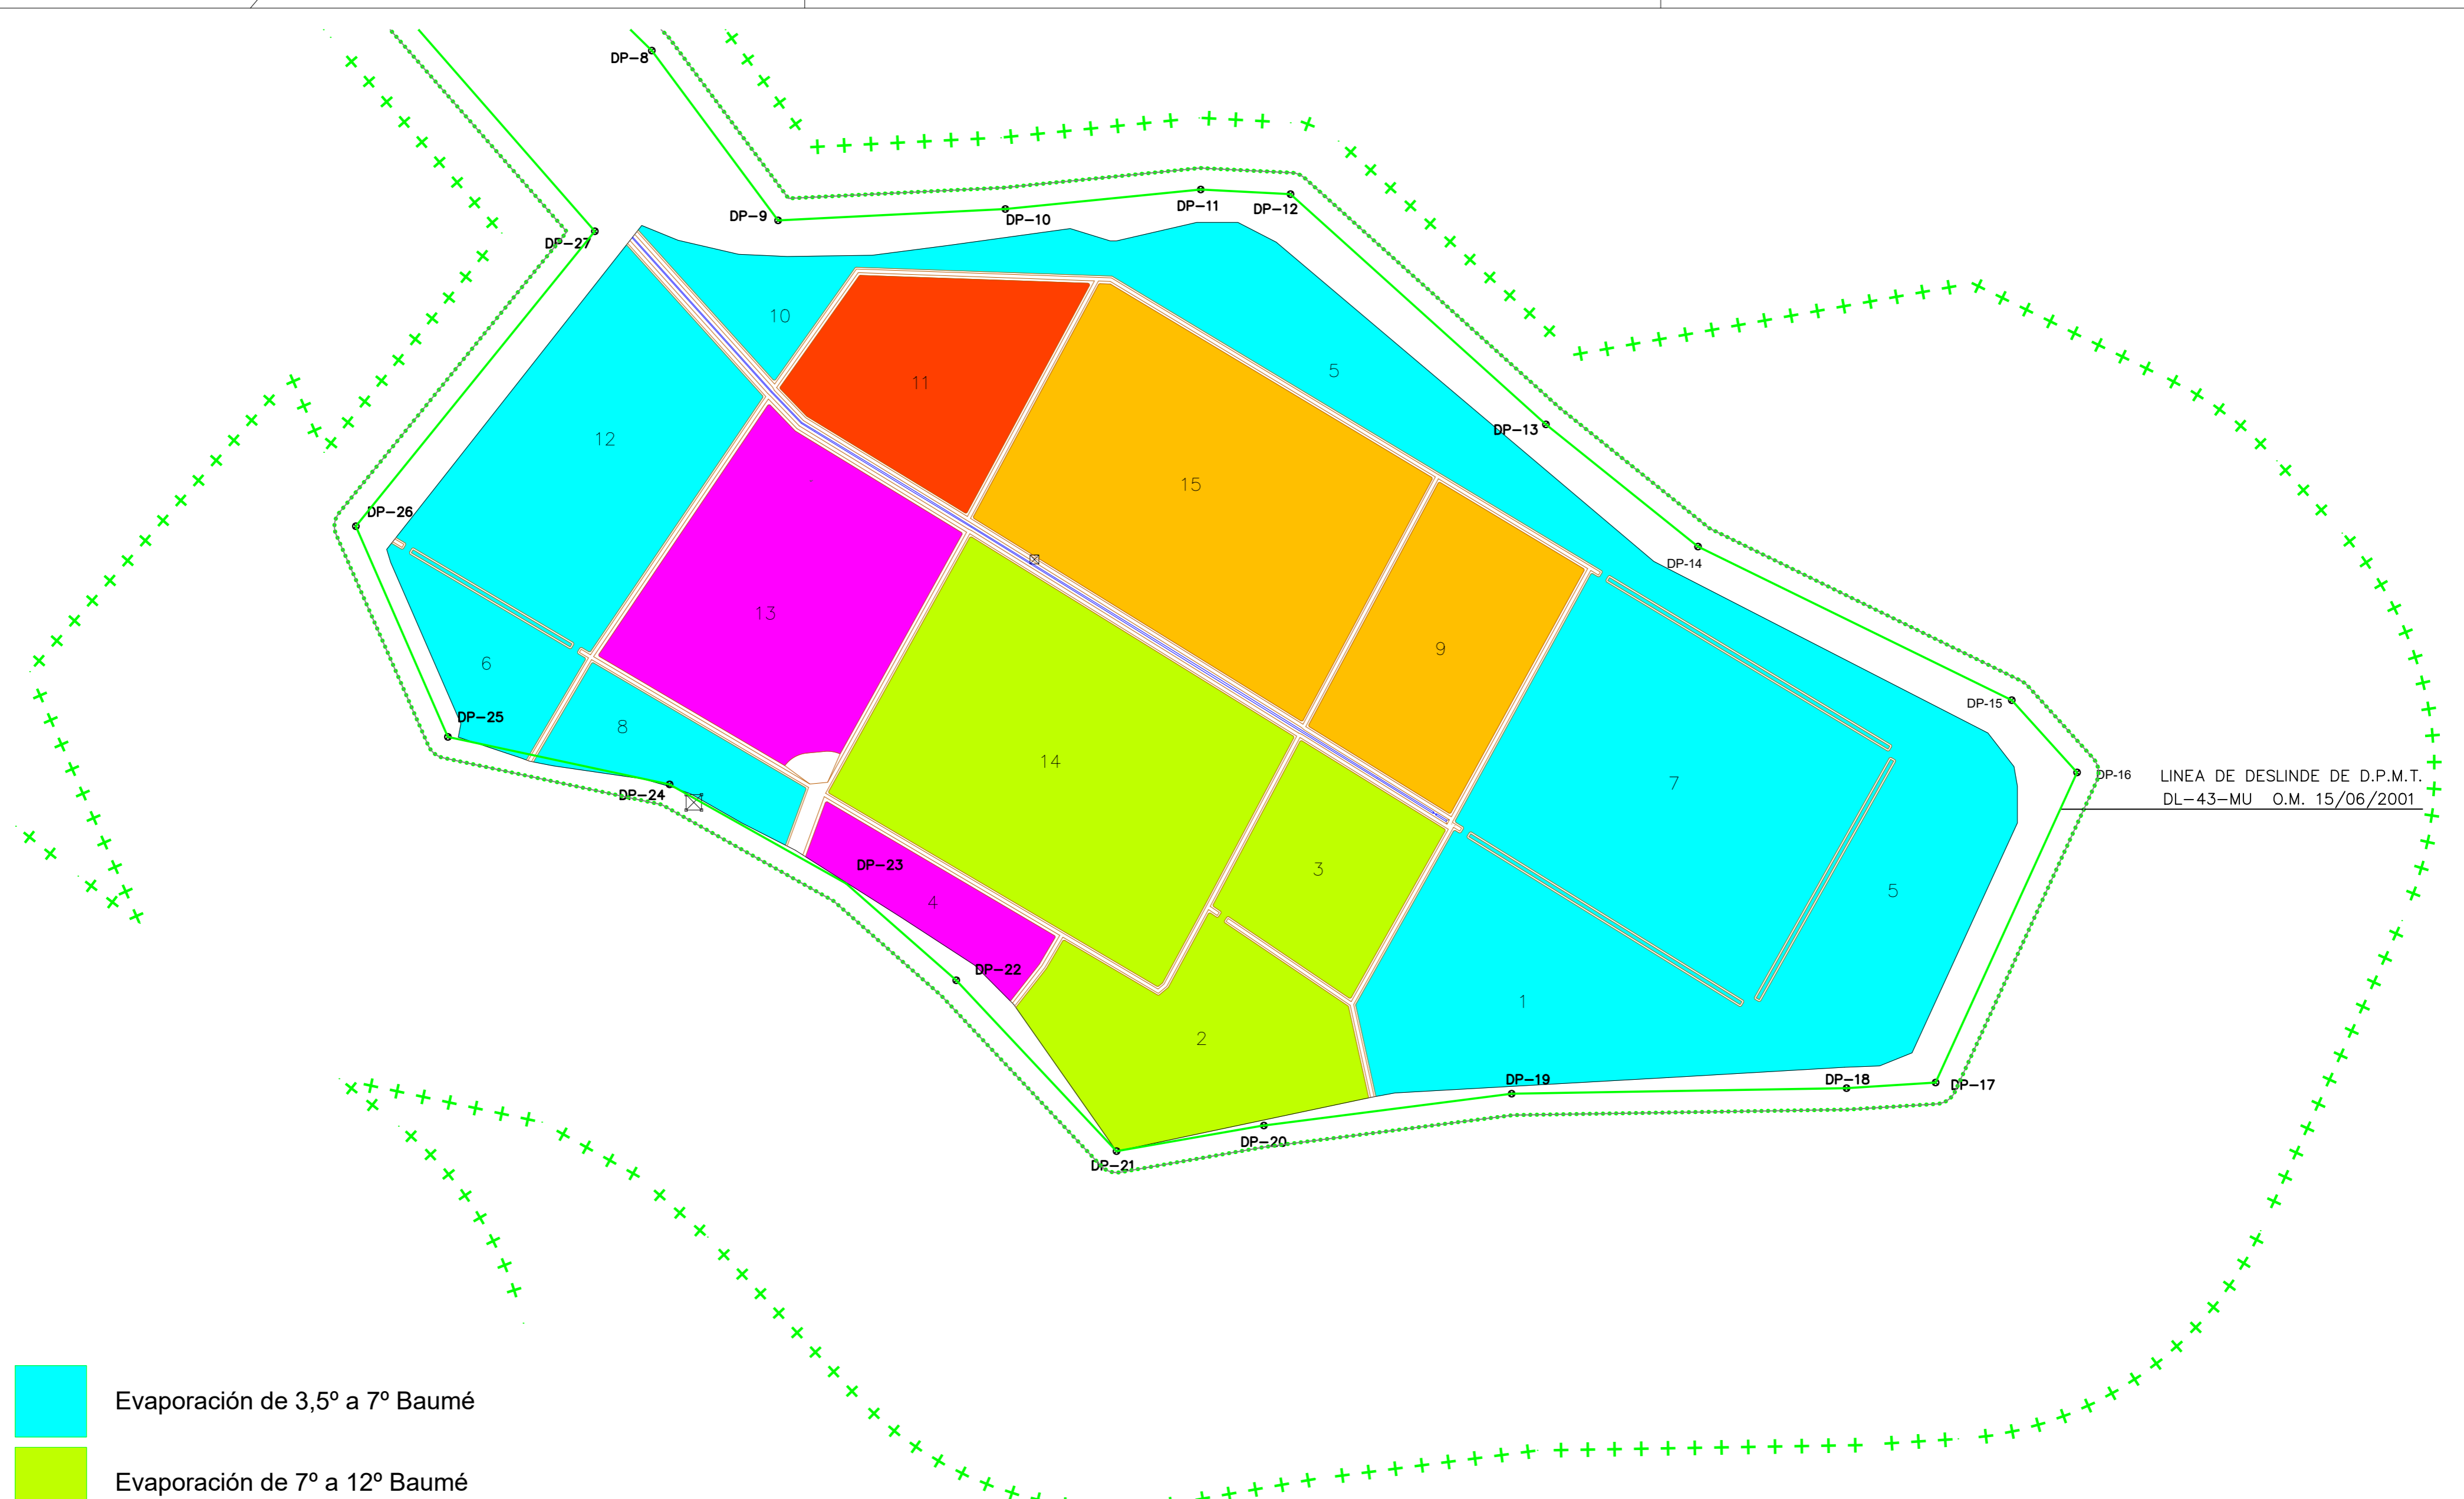 DP-8
DP-9
DP-10
DP-11
DP-12
DP-27
10
5
11
12
DP-13
15
DP-26
DP-14
13
9
6
DP-15
DP-25
8
14
7
DP-16
LINEA DE DESLINDE DE D.P.M.T.
DL-43-MU O.M. 15/06/2001
DP-24
DP-23
3
5
4
DP-22
1
2
DP-19
DP-18
DP-17
DP-20
DP-21
Evaporación de 3,5º a 7º Baumé
Evaporación de 7º a 12º Baumé